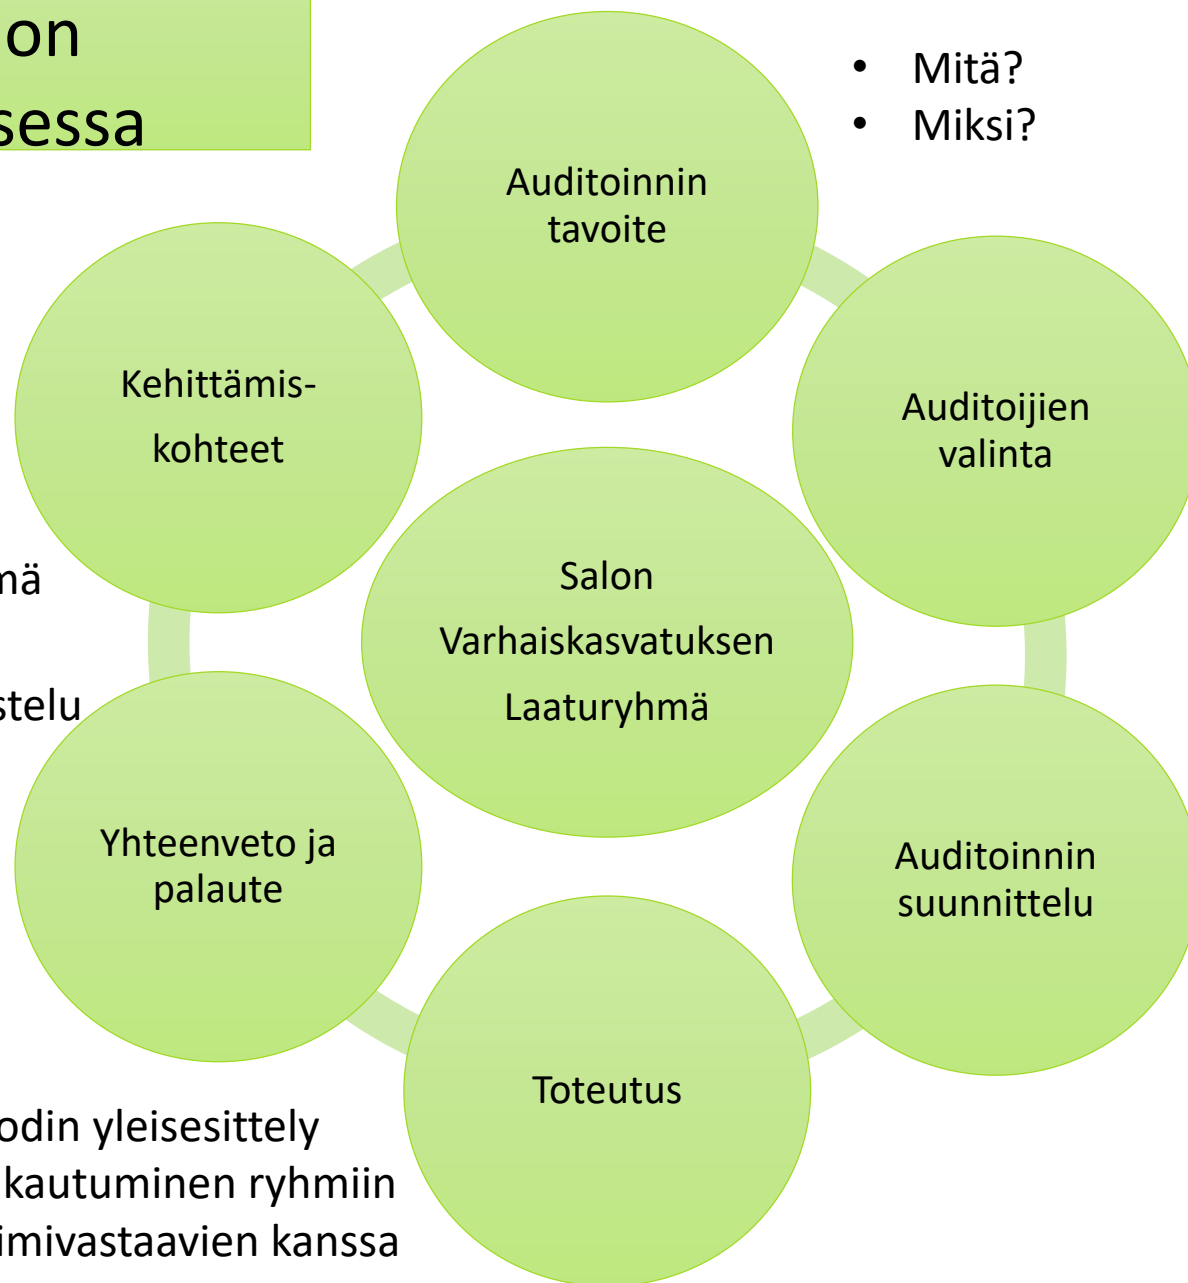 on
sessa
Mitä?
Miksi?
Auditoinnin
tavoite
Auditoijien
valinta
Auditoinnin
suunnittelu
Toteutus
Yhteenveto ja
palaute
Kehittämis-
kohteet
Salon
Varhaiskasvatuksen
Laaturyhmä
mä
stelu
odin yleisesittely
kautuminen ryhmiin
imivastaavien kanssa